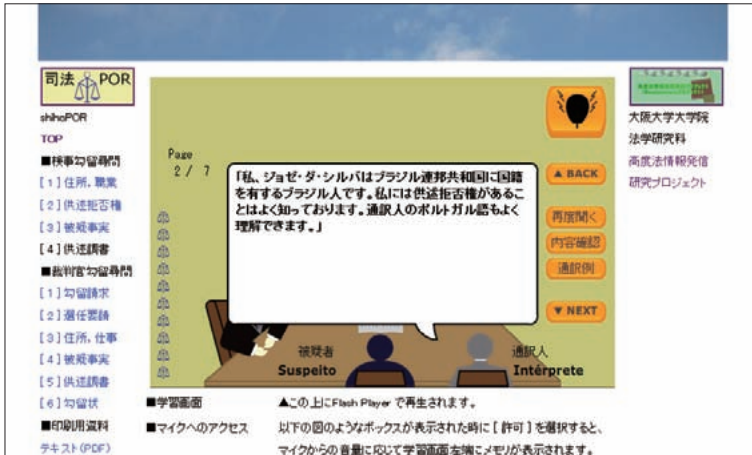 司法 POR
shihoPOR
TOP
■検事勾留尋問
[1]住所、職業
[2]供述拒否権
[3]被疑事実
[4]供述調書
■裁判官勾留尋問
[1]勾留請求
[2]選任要請
[3]住所、仕事
[4]被疑事実
[5]供述調書
[6]勾留状
■印刷用資料
テキスト(PDF)
Page
2 / 7
「私、ジョゼ・ダ・シルバはブラジル連邦共和国に国籍
を有するブラジル人です。私には供述拒否権があるこ
とはよく知っております。通訳人のポルトガル語もよく
理解できます。」
▲ BACK
再度聞く
内容確認
通訳例
▼ NEXT
被疑者
Suspeito
通訳人
Intérprete
■学習画面
▲この上にFlash Player で再生されます。
■マイクへのアクセス
以下の図のようなボックスが表示された時に[許可]を選択すると、
マイクからの音量に応じて学習画面左端にメモリが表示されます。
大阪大学大学院
法学研究科
高度法情報発信
研究プロジェクト